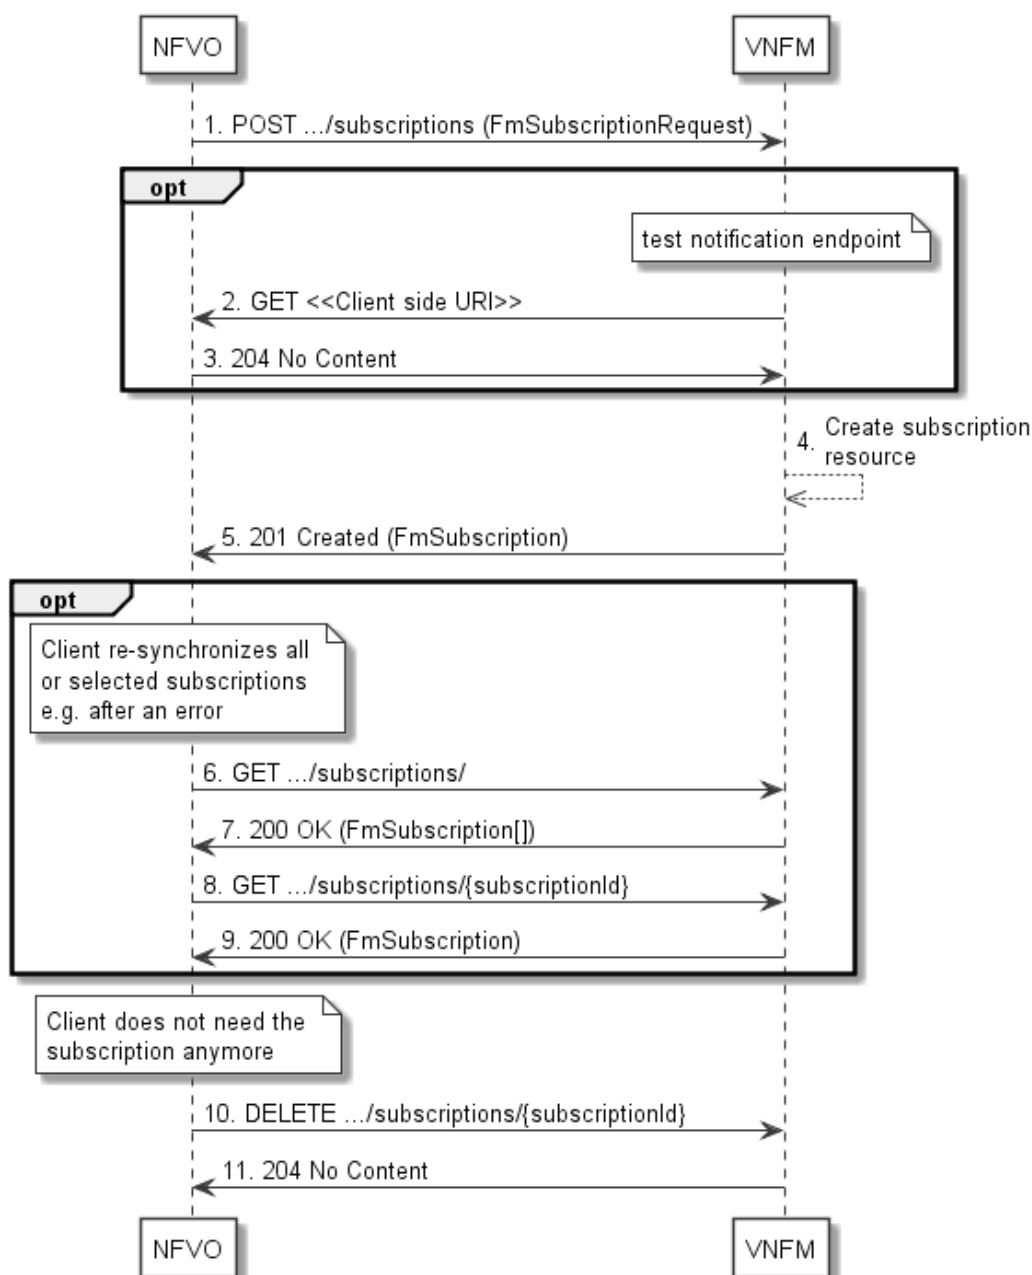 NFVO VNFM
1. POST .../subscriptions (FmSubscriptionRequest)
opt
test notification endpoint
2. GET <<Client side URI>>
3. 204 No Content
4. Create subscription
resource
5. 201 Created (FmSubscription)
opt
Client re-synchronizes all
or selected subscriptions
e.g. after an error
6. GET .../subscriptions/
7. 200 OK (FmSubscription[])
8. GET .../subscriptions/{subscriptionId}
9. 200 OK (FmSubscription)
Client does not need the
subscription anymore
10. DELETE .../subscriptions/{subscriptionId}
11. 204 No Content
NFVO VNFM